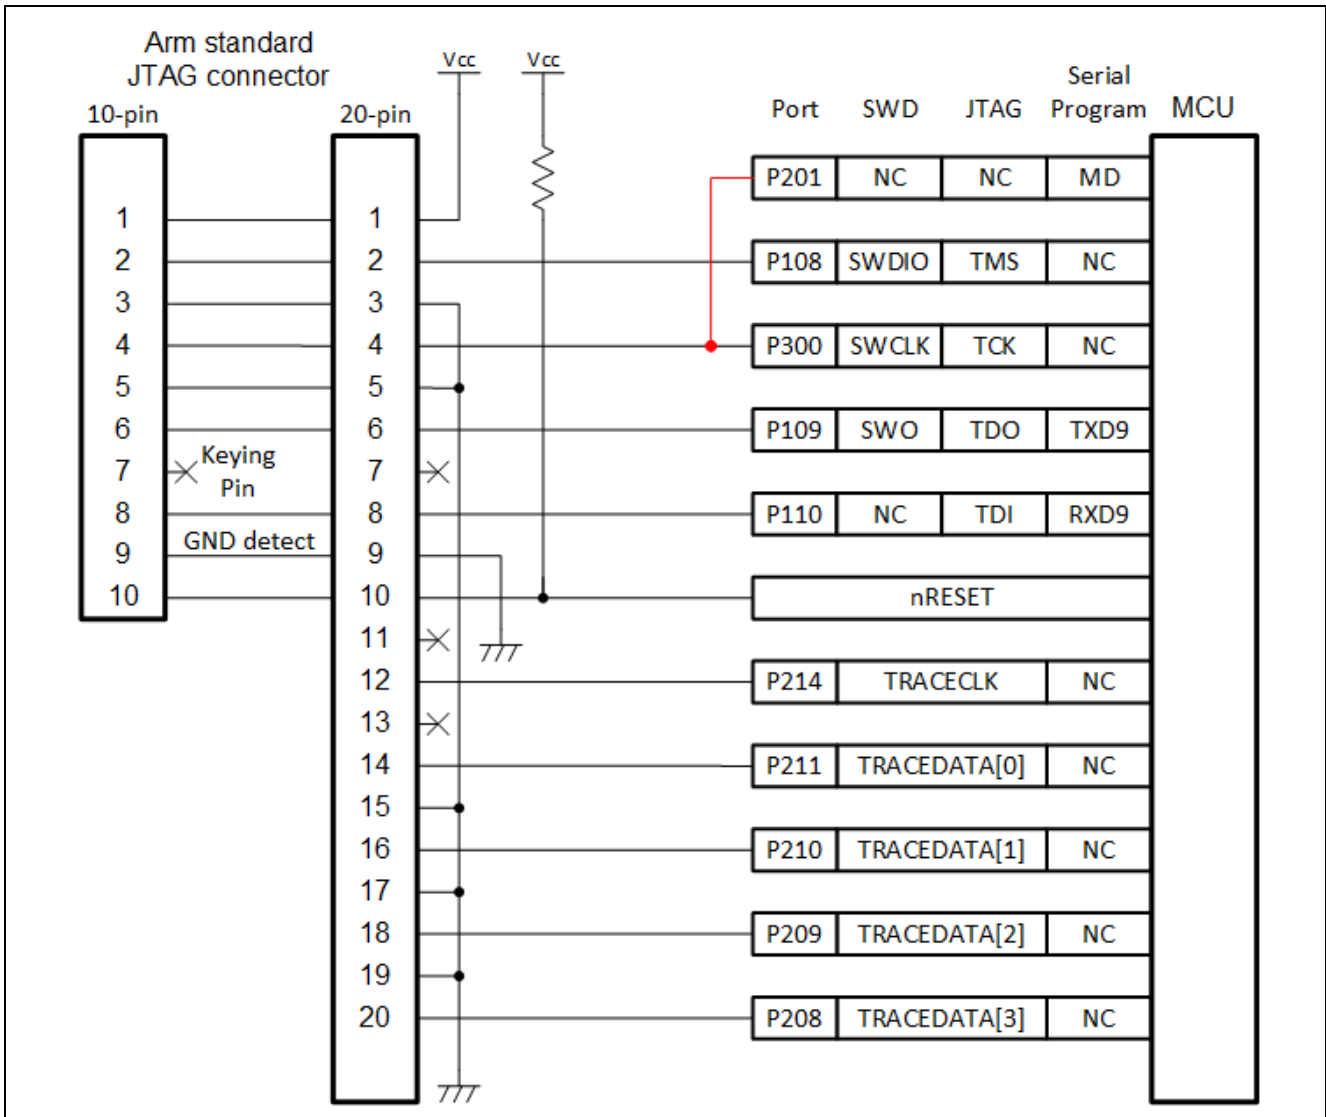 Arm standard
JTAG connector
10-pin
20-pin
Vcc
Vcc
Port
SWD
JTAG
Serial
Program
MCU
P201 NC NC MD
1 1
2 2 P108 SWDIO TMS NC
3 3
4 4 P300 SWCLK TCK NC
5 5
6 6 P109 SWO TDO TXD9
7 Keying
Pin
7
8 8 P110 NC TDI RXD9
9 GND detect 9
10 10 nRESET
11
12 P214 TRACECLK NC
13
14 P211 TRACEDATA[0] NC
15
16 P210 TRACEDATA[1] NC
17
18 P209 TRACEDATA[2] NC
19
20 P208 TRACEDATA[3] NC